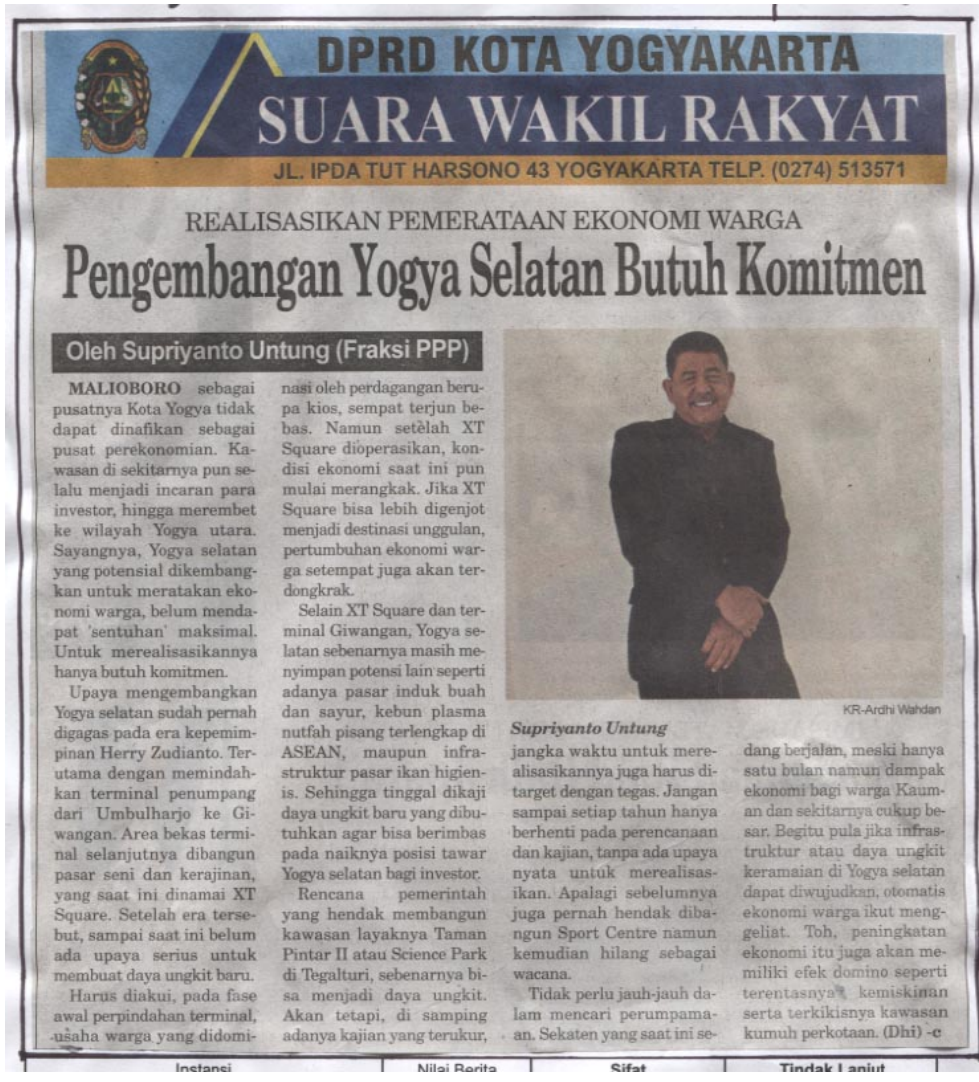 DPRD KOTA YOGYAKARTA
SUARA WAKIL RAKYAT
JL. IPDA TUT HARSONO 43 YOGYAKARTA TELP. (0274) 513571
REALISASIKAN PEMERATAAN EKONOMI WARGA
Pengembangan Yogya Selatan Butuh Komitmen
Oleh Supriyanto Untung (Fraksi PPP)
MALIOBORO sebagai
pusatnya Kota Yogya tidak
dapat dinafikan sebagai
pusat perekonomian. Ka-
wasan di sekitarnya pun se-
lalu menjadi incaran para
investor, hingga merembet
ke wilayah Yogya utara.
Sayangnya, Yogya selatan
yang potensial dikembang-
kan untuk meratakan eko-
nomi warga, belum menda-
pat 'sentuhan' maksimal.
Untuk merealisasikannya
hanya butuh komitmen.
Upaya mengembangkan
Yogya selatan sudah pernah
digagas pada era kepemim-
pinan Herry Zudianto. Ter-
utama dengan memindah-
kan terminal penumpang
dari Umbulharjo ke Gi-
wangan. Area bekas termi-
nal selanjutnya dibangun
pasar seni dan kerajinan,
yang saat ini dinamai XT
Square. Setelah era terse-
but, sampai saat ini belum
ada upaya serius untuk
membuat daya ungkit baru.
Harus diakui, pada fase
awal perpindahan terminal,
usaha warga yang didomi-
nasi oleh perdagangan beru-
pa kios, sempat terjun be-
bas. Namun setelah XT
Square dioperasikan, kon-
disi ekonomi saat ini pun
mulai merangkak. Jika XT
Square bisa lebih digenjot
menjadi destinasi unggulan,
pertumbuhan ekonomi war-
ga setempat juga akan ter-
dongkrak.
Selain XT Square dan ter-
minal Giwangan, Yogya se-
latan sebenarnya masih me-
nyimpan potensi lain seperti
adanya pasar induk buah
dan sayur, kebun plasma
nutfah pisang terlengkap di
ASEAN, maupun infra-
struktur pasar ikan higien-
is. Sehingga tinggal dikaji
daya ungkit baru yang dibu-
tuhkan agar bisa berimbas
pada naiknya posisi tawar
Yogya selatan bagi investor.
Rencana pemerintah
yang hendak membangun
kawasan layaknya Taman
Pintar II atau Science Park
di Tegalturi, sebenarnya bi-
sa menjadi daya ungkit.
Akan tetapi, di samping
adanya kajian yang terukur,
KR-Ardhi Wahdan
Supriyanto Untung
jangka waktu untuk mere-
alisasikannya juga harus di-
target dengan tegas. Jangan
sampai setiap tahun hanya
berhenti pada perencanaan
dan kajian, tanpa ada upaya
nyata untuk merealisas-
ikan. Apalagi sebelumnya
juga pernah hendak diba-
ngun Sport Centre namun
kemudian hilang sebagai
wacana.
Tidak perlu jauh-jauh da-
lam mencari perumpama-
an. Sekaten yang saat ini se-
dang berjalan, meski hanya
satu bulan namun dampak
ekonomi bagi warga Kaum-
an dan sekitarnya cukup be-
sar. Begitu pula jika infras-
truktur atau daya ungkit
keramaian di Yogya selatan
dapat diwujudkan, otomatis
ekonomi warga ikut meng-
geliat. Toh, peningkatan
ekonomi itu juga akan me-
miliki efek domino seperti
terentasnya kemiskinan
serta terkikisnya kawasan
kumuh perkotaan. (Dhi) -c
Instansi
Nilai Berita
Sifat
Tindak Lanjut